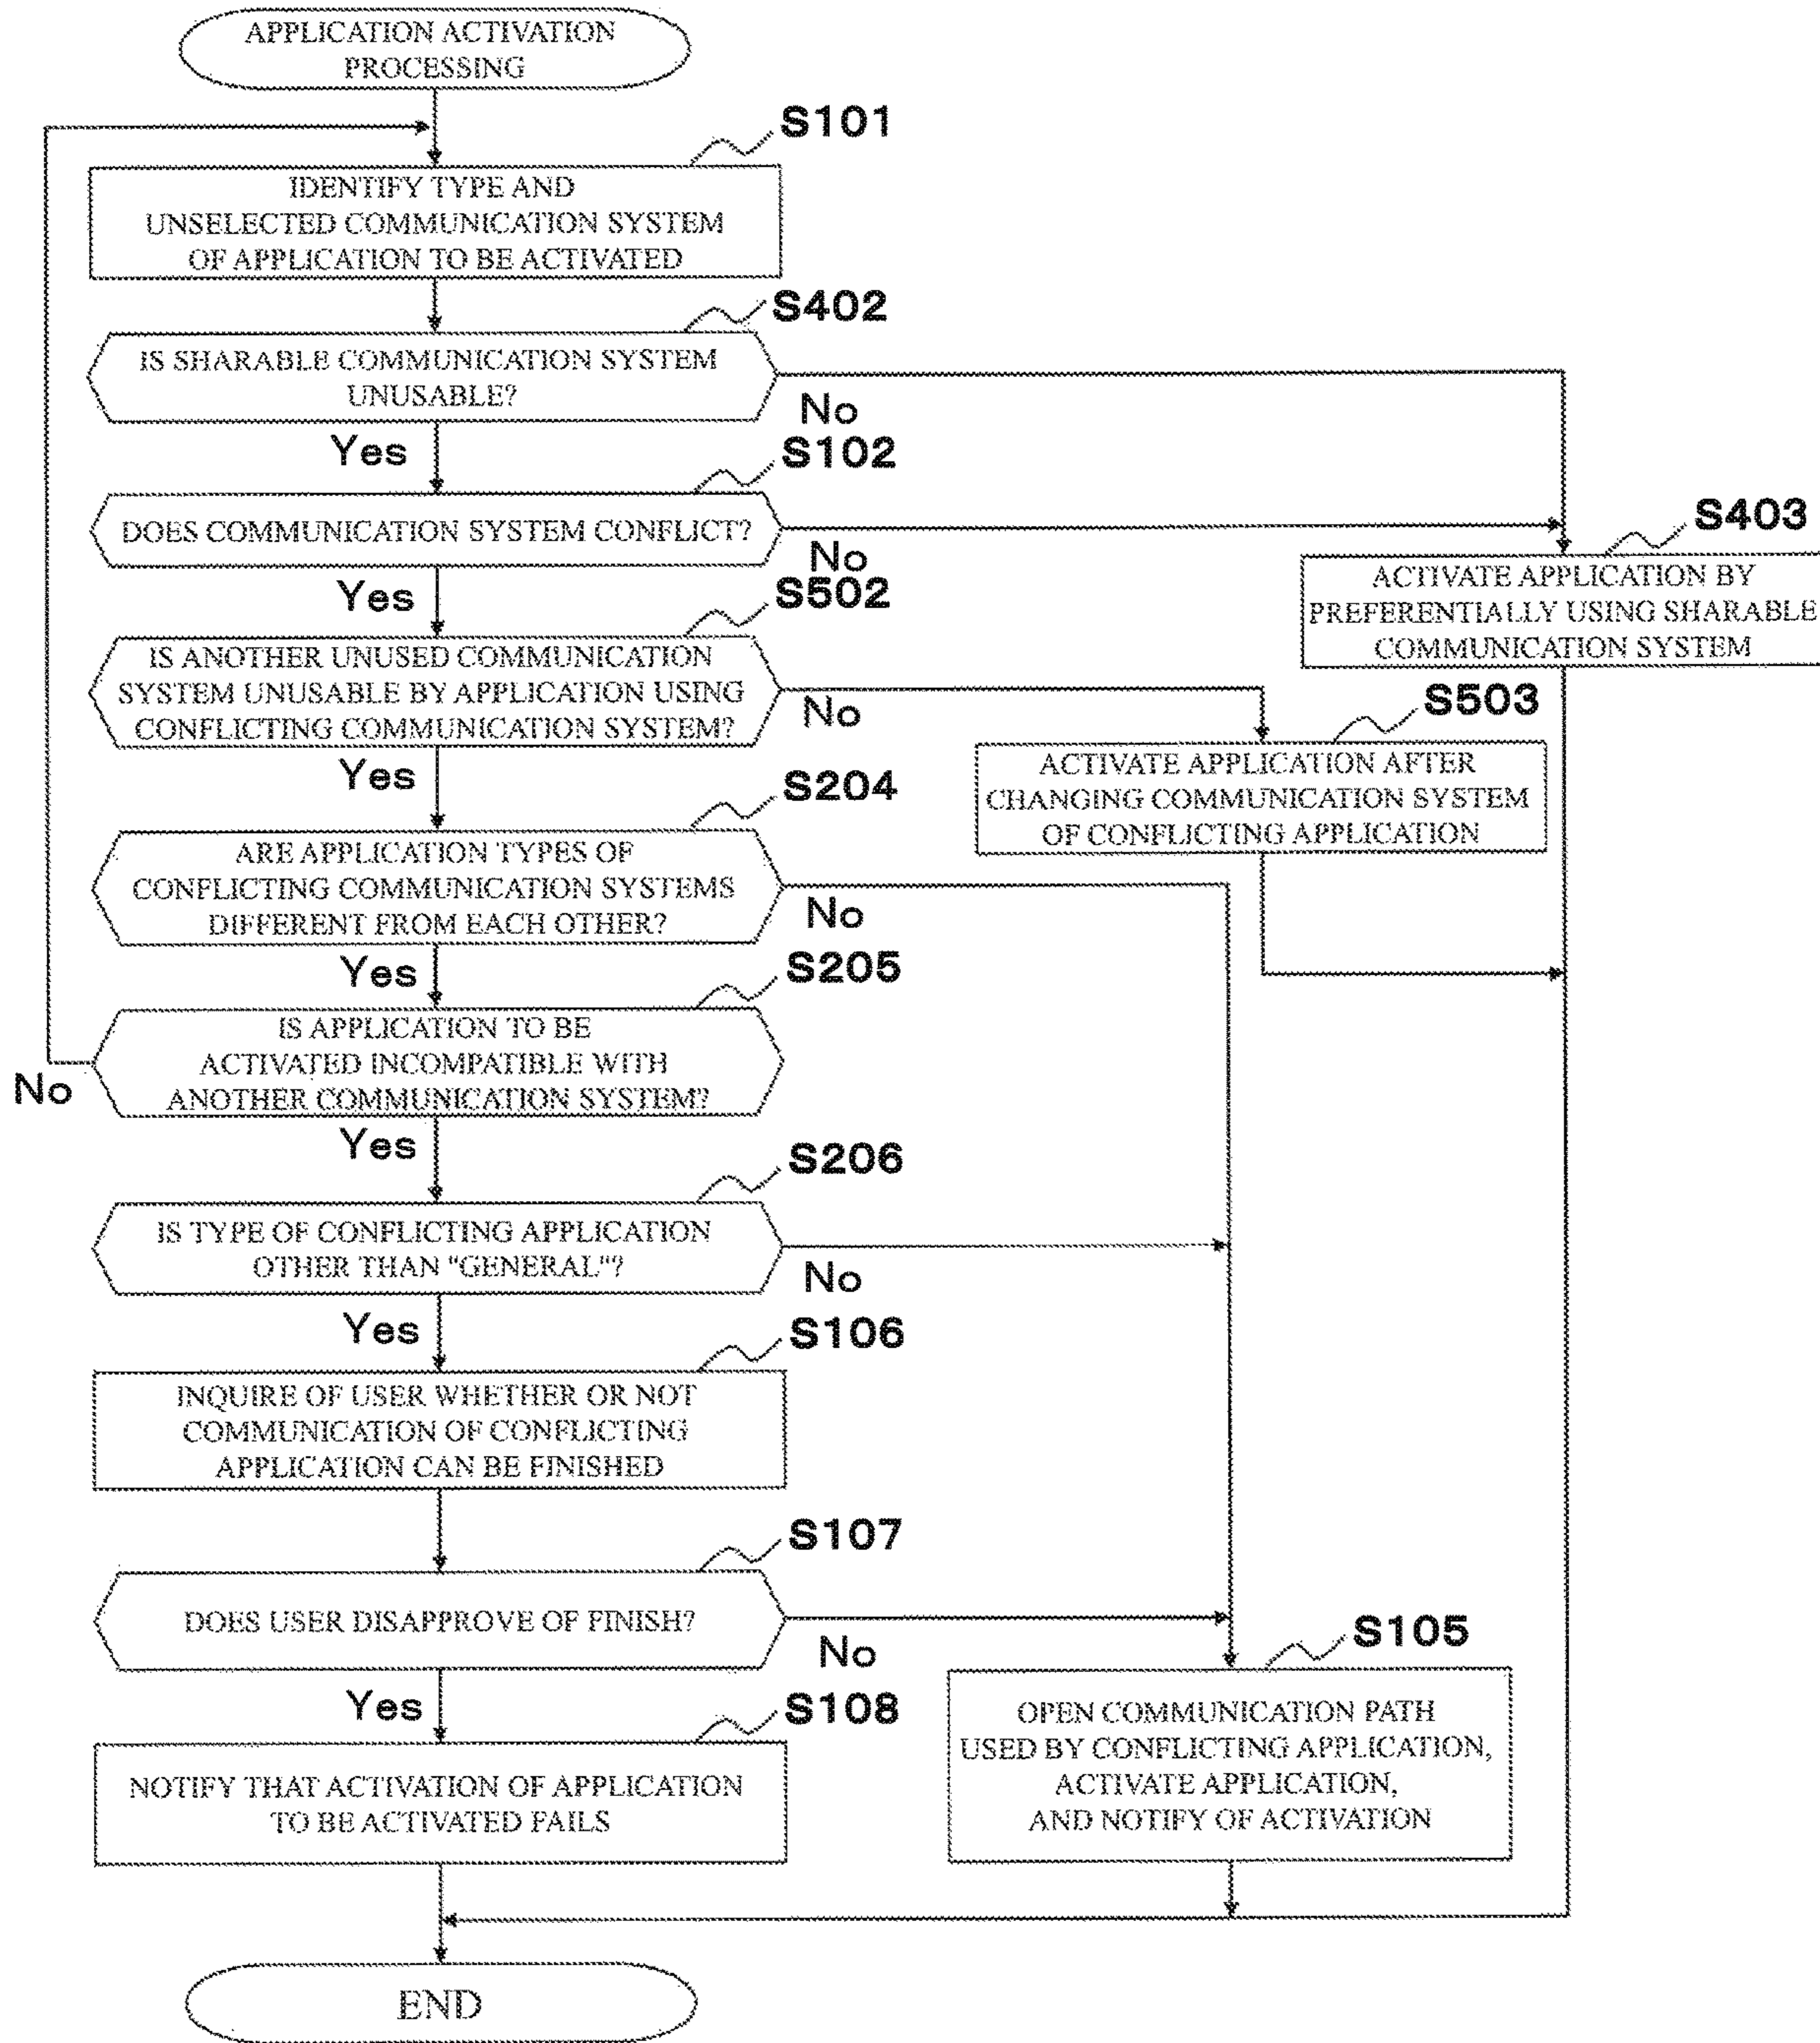 APPLICATION ACTIVATION
PROCESSING
S101
IDENTIFY TYPE AND
UNSELECTED COMMUNICATION SYSTEM
OF APPLICATION TO BE ACTIVATED
S402
IS SHARABLE COMMUNICATION SYSTEM
UNUSABLE?
No
Yes
S102
DOES COMMUNICATION SYSTEM CONFLICT?
No
Yes
S403
ACTIVATE APPLICATION BY
PREFERENTIALLY USING SHARABLE
COMMUNICATION SYSTEM
S502
IS ANOTHER UNUSED COMMUNICATION
SYSTEM UNUSABLE BY APPLICATION USING
CONFLICTING COMMUNICATION SYSTEM?
No
Yes
S503
ACTIVATE APPLICATION AFTER
CHANGING COMMUNICATION SYSTEM
OF CONFLICTING APPLICATION
S204
ARE APPLICATION TYPES OF
CONFLICTING COMMUNICATION SYSTEMS
DIFFERENT FROM EACH OTHER?
No
Yes
S205
IS APPLICATION TO BE
ACTIVATED INCOMPATIBLE WITH
ANOTHER COMMUNICATION SYSTEM?
No
Yes
S206
IS TYPE OF CONFLICTING APPLICATION
OTHER THAN "GENERAL"?
No
Yes
S106
INQUIRE OF USER WHETHER OR NOT
COMMUNICATION OF CONFLICTING
APPLICATION CAN BE FINISHED
S107
DOES USER DISAPPROVE OF FINISH?
No
Yes
S105
OPEN COMMUNICATION PATH
USED BY CONFLICTING APPLICATION,
ACTIVATE APPLICATION,
AND NOTIFY OF ACTIVATION
S108
NOTIFY THAT ACTIVATION OF APPLICATION
TO BE ACTIVATED FAILS
END